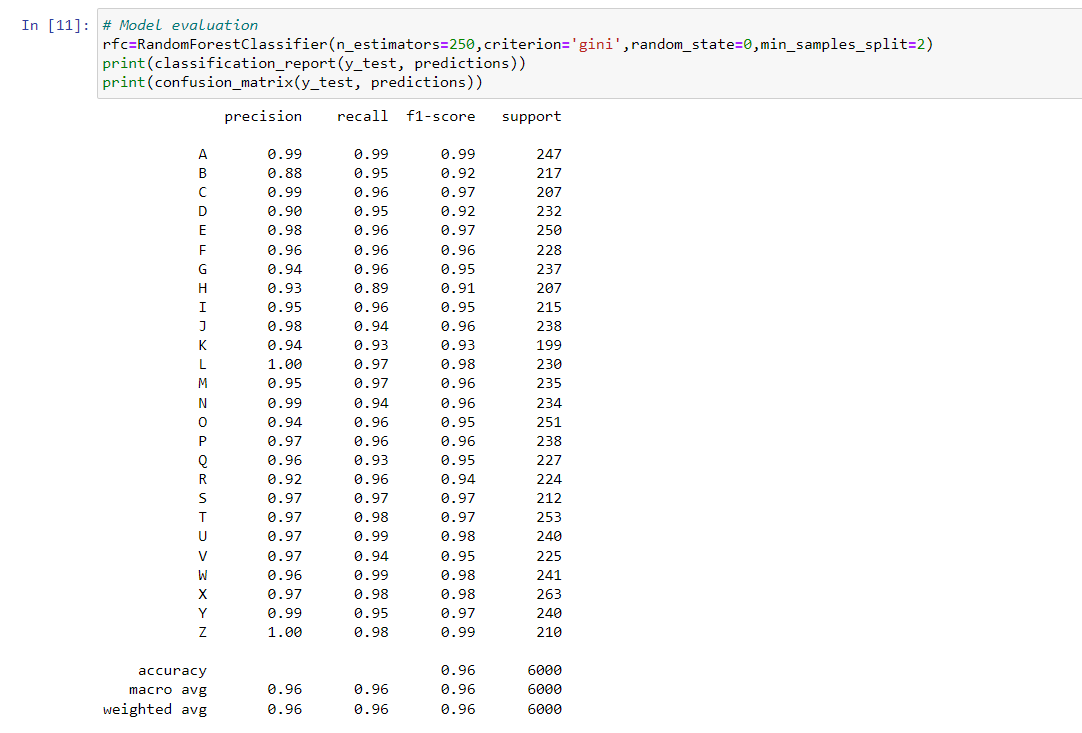 In [11]: # Model evaluation
rfc=RandomForestClassifier(n_estimators=250,criterion='gini',random_state=0,min_samples_split=2)
print(classification_report(y_test, predictions))
print(confusion_matrix(y_test, predictions))
precision recall f1-score support
A 0.99 0.99 0.99 247
B 0.88 0.95 0.92 217
C 0.99 0.96 0.97 207
D 0.90 0.95 0.92 232
E 0.98 0.96 0.97 250
F 0.96 0.96 0.96 228
G 0.94 0.96 0.95 237
H 0.93 0.89 0.91 207
I 0.95 0.96 0.95 215
J 0.98 0.94 0.96 238
K 0.94 0.93 0.93 199
L 1.00 0.97 0.98 230
M 0.95 0.97 0.96 235
N 0.99 0.94 0.96 234
O 0.94 0.96 0.95 251
P 0.97 0.96 0.96 238
Q 0.96 0.93 0.95 227
R 0.92 0.96 0.94 224
S 0.97 0.97 0.97 212
T 0.97 0.98 0.97 253
U 0.97 0.99 0.98 240
V 0.97 0.94 0.95 225
W 0.96 0.99 0.98 241
X 0.97 0.98 0.98 263
Y 0.99 0.95 0.97 240
Z 1.00 0.98 0.99 210
accuracy 0.96 6000
macro avg 0.96 0.96 0.96 6000
weighted avg 0.96 0.96 0.96 6000